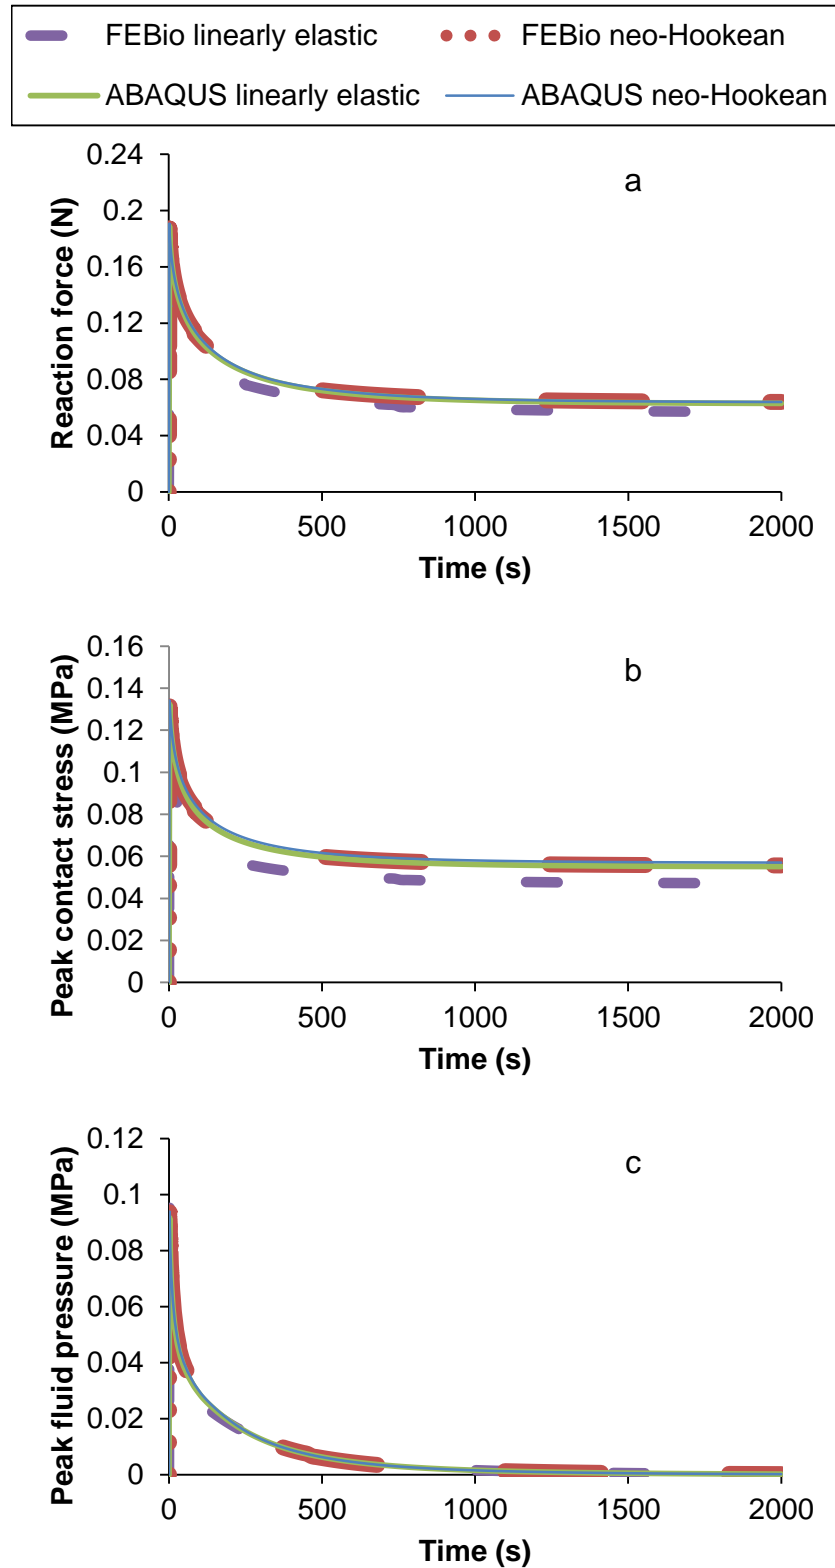 FEBio linearly elastic FEBio neo-Hookean
ABAQUS linearly elastic ABAQUS neo-Hookean
a
Reaction force (N)
0.24
0.2
0.16
0.12
0.08
0.04
0
0 500 1000 1500 2000
Time (s)
b
Peak contact stress (MPa)
0.16
0.14
0.12
0.1
0.08
0.06
0.04
0.02
0
0 500 1000 1500 2000
Time (s)
c
Peak fluid pressure (MPa)
0.12
0.1
0.08
0.06
0.04
0.02
0
0 500 1000 1500 2000
Time (s)